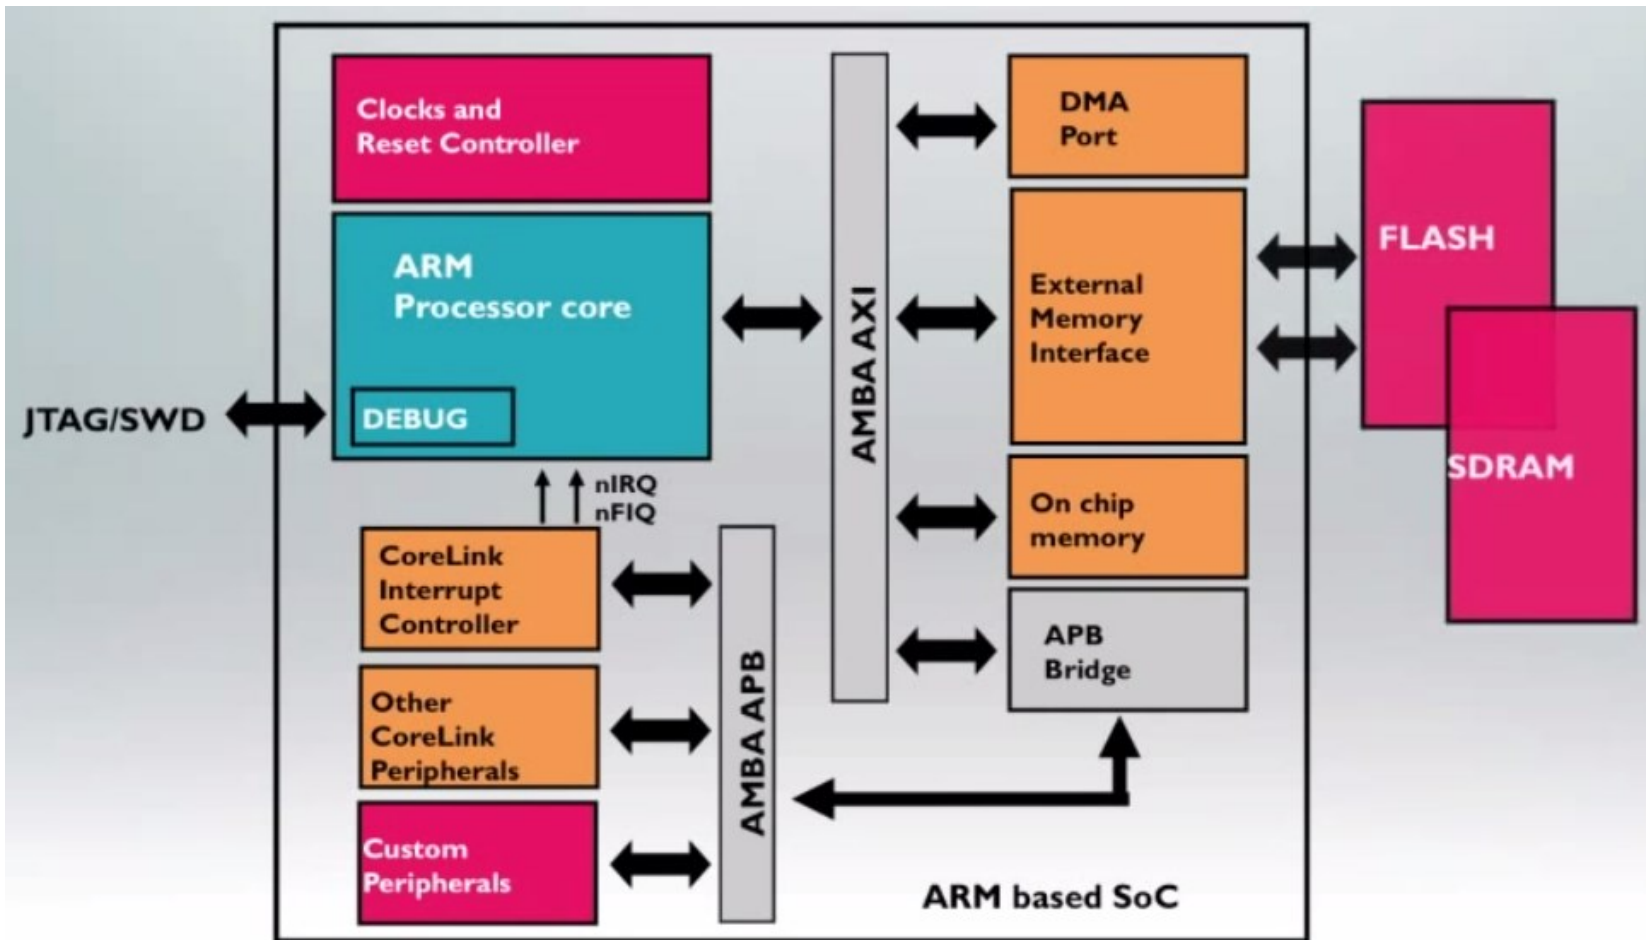 Clocks and
Reset Controller
ARM
Processor core
DEBUG
JTAG/SWD
nIRQ
nFIQ
CoreLink
Interrupt
Controller
Other
CoreLink
Peripherals
Custom
Peripherals
AMBA APB
AMBA AXI
DMA
Port
External
Memory
Interface
On chip
memory
APB
Bridge
FLASH
SDRAM
ARM based SoC